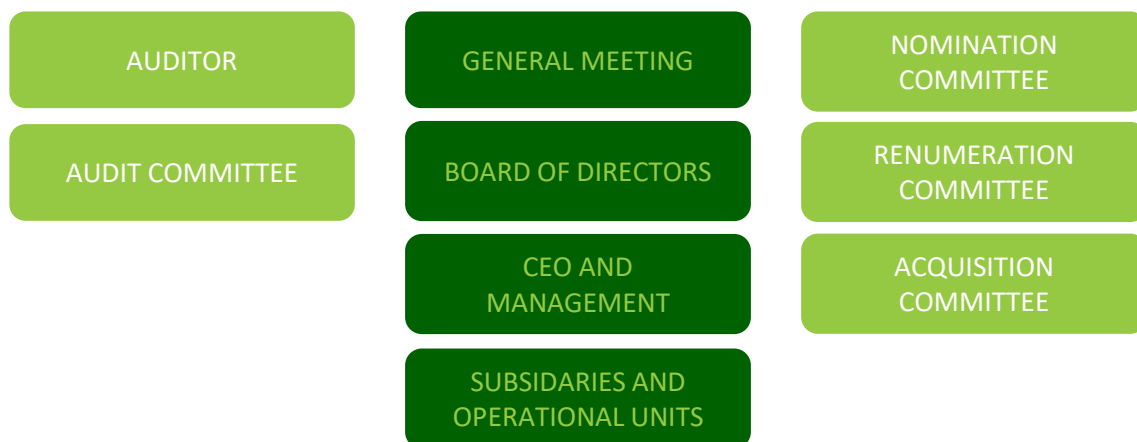 AUDITOR
GENERAL MEETING
NOMINATION
COMMITTEE
AUDIT COMMITTEE
BOARD OF DIRECTORS
RENUMERATION
COMMITTEE
CEO AND
MANAGEMENT
ACQUISITION
COMMITTEE
SUBSIDARIES AND
OPERATIONAL UNITS